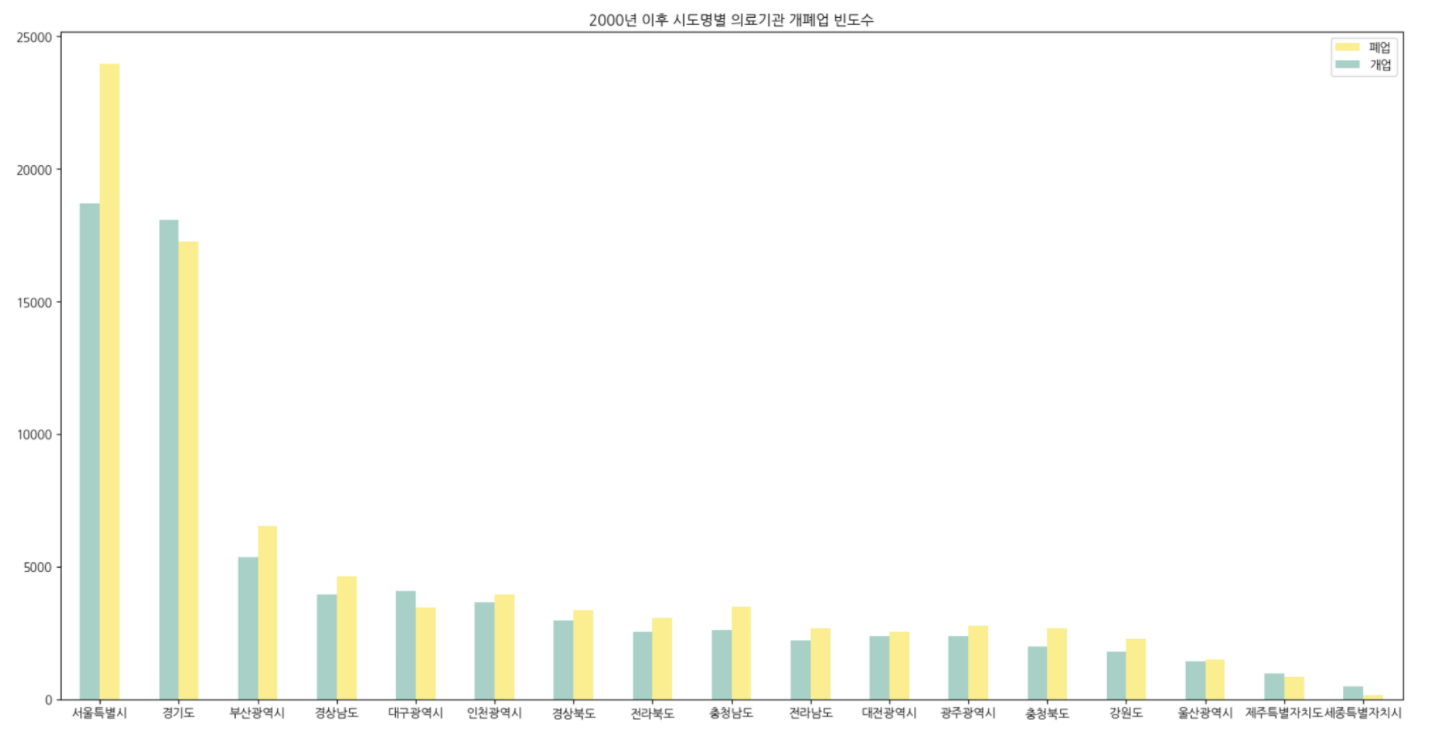 2000년 이후 시도명별 의료기관 개폐업 빈도수
폐업
개업
25000
20000
15000
10000
5000
0
서울특별시 경기도 부산광역시 경상남도 대구광역시 인천광역시 경상북도 전라북도 충청남도 전라남도 대전광역시 광주광역시 충청북도 강원도 울산광역시 제주특별자치도 세종특별자치시